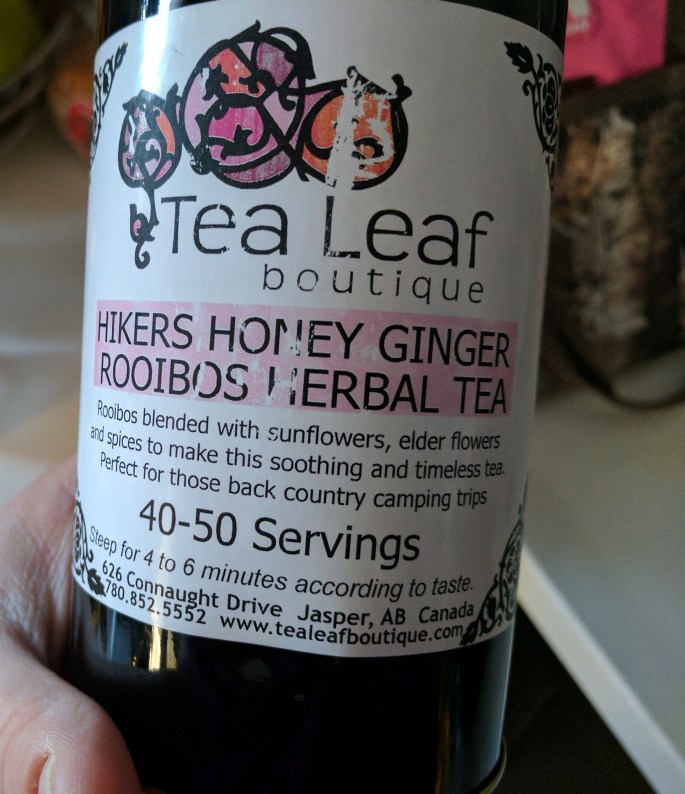 Tea Leaf
boutique
HIKERS HONEY GINGER
ROOIBOS HERBAL TEA
Rooibos blended with sunflowers, elder flowers
and spices to make this soothing and timeless tea.
Perfect for those back country camping trips
40-50 Servings
Steep for 4 to 6 minutes according to taste.
626 Connaught Drive Jasper, AB Canada
780.852.5552 www.tealeafboutique.com